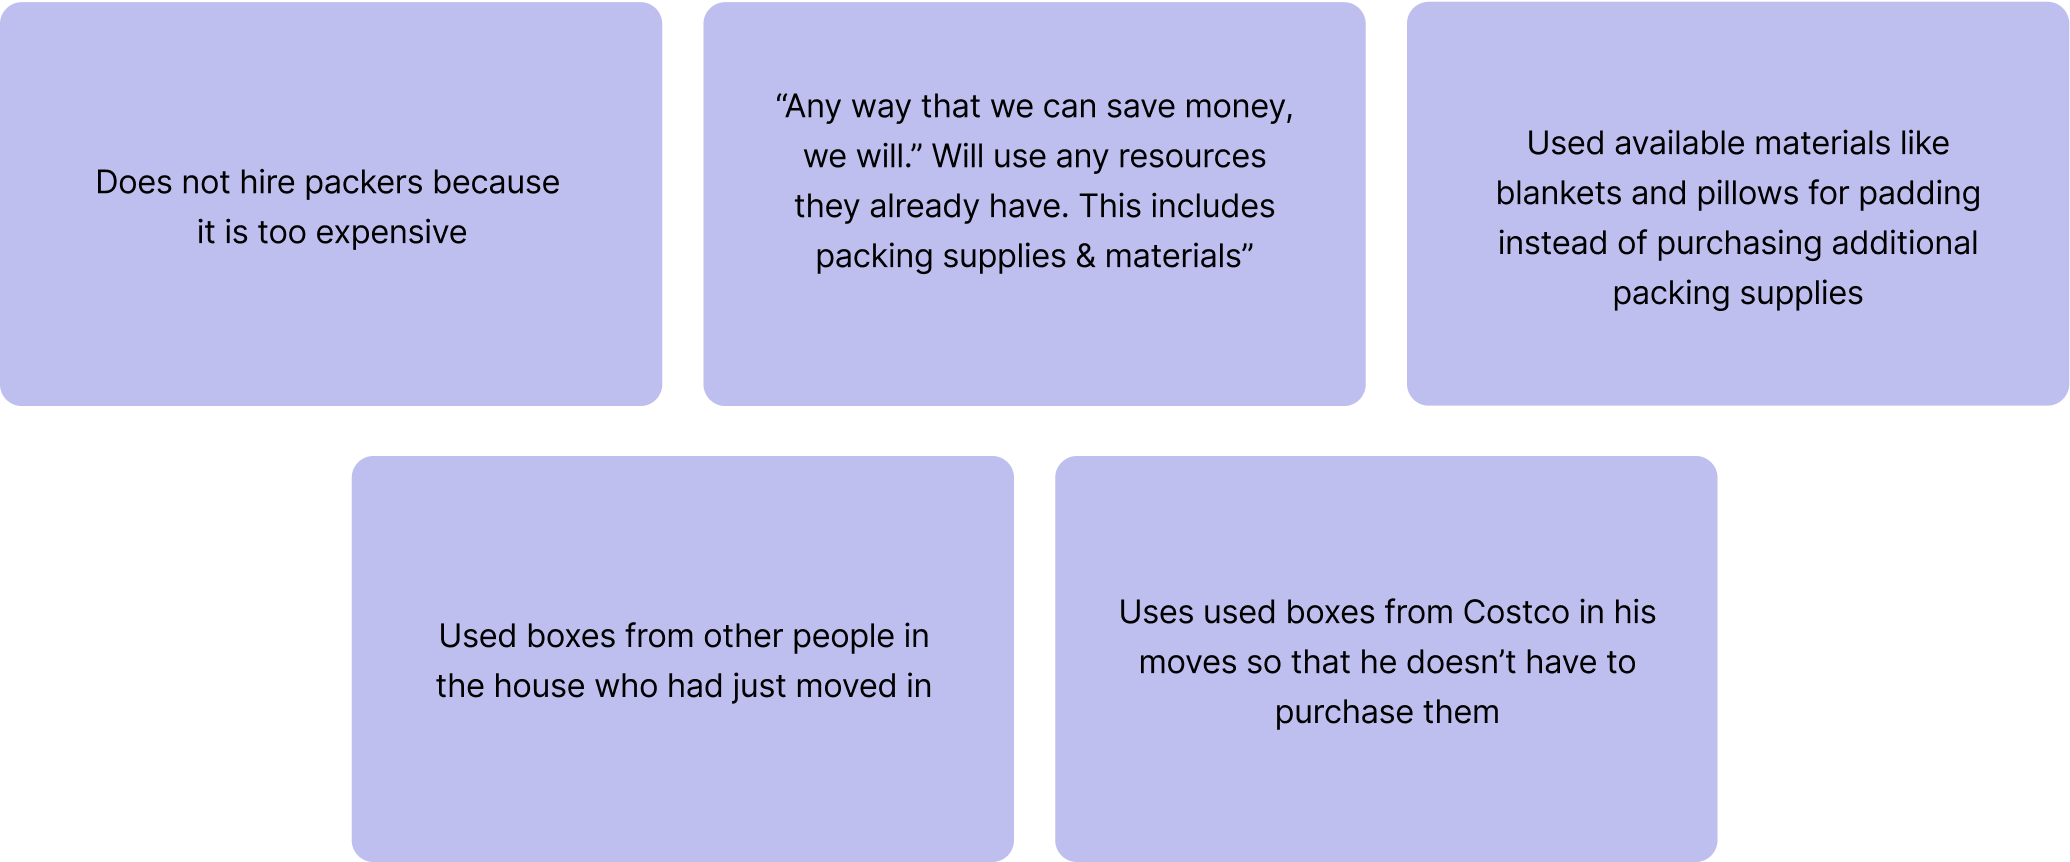 Does not hire packers because
it is too expensive
“Any way that we can save money,
we will.” Will use any resources
they already have. This includes
packing supplies & materials”
Used available materials like
blankets and pillows for padding
instead of purchasing additional
packing supplies
Used boxes from other people in
the house who had just moved in
Uses used boxes from Costco in his
moves so that he doesn’t have to
purchase them